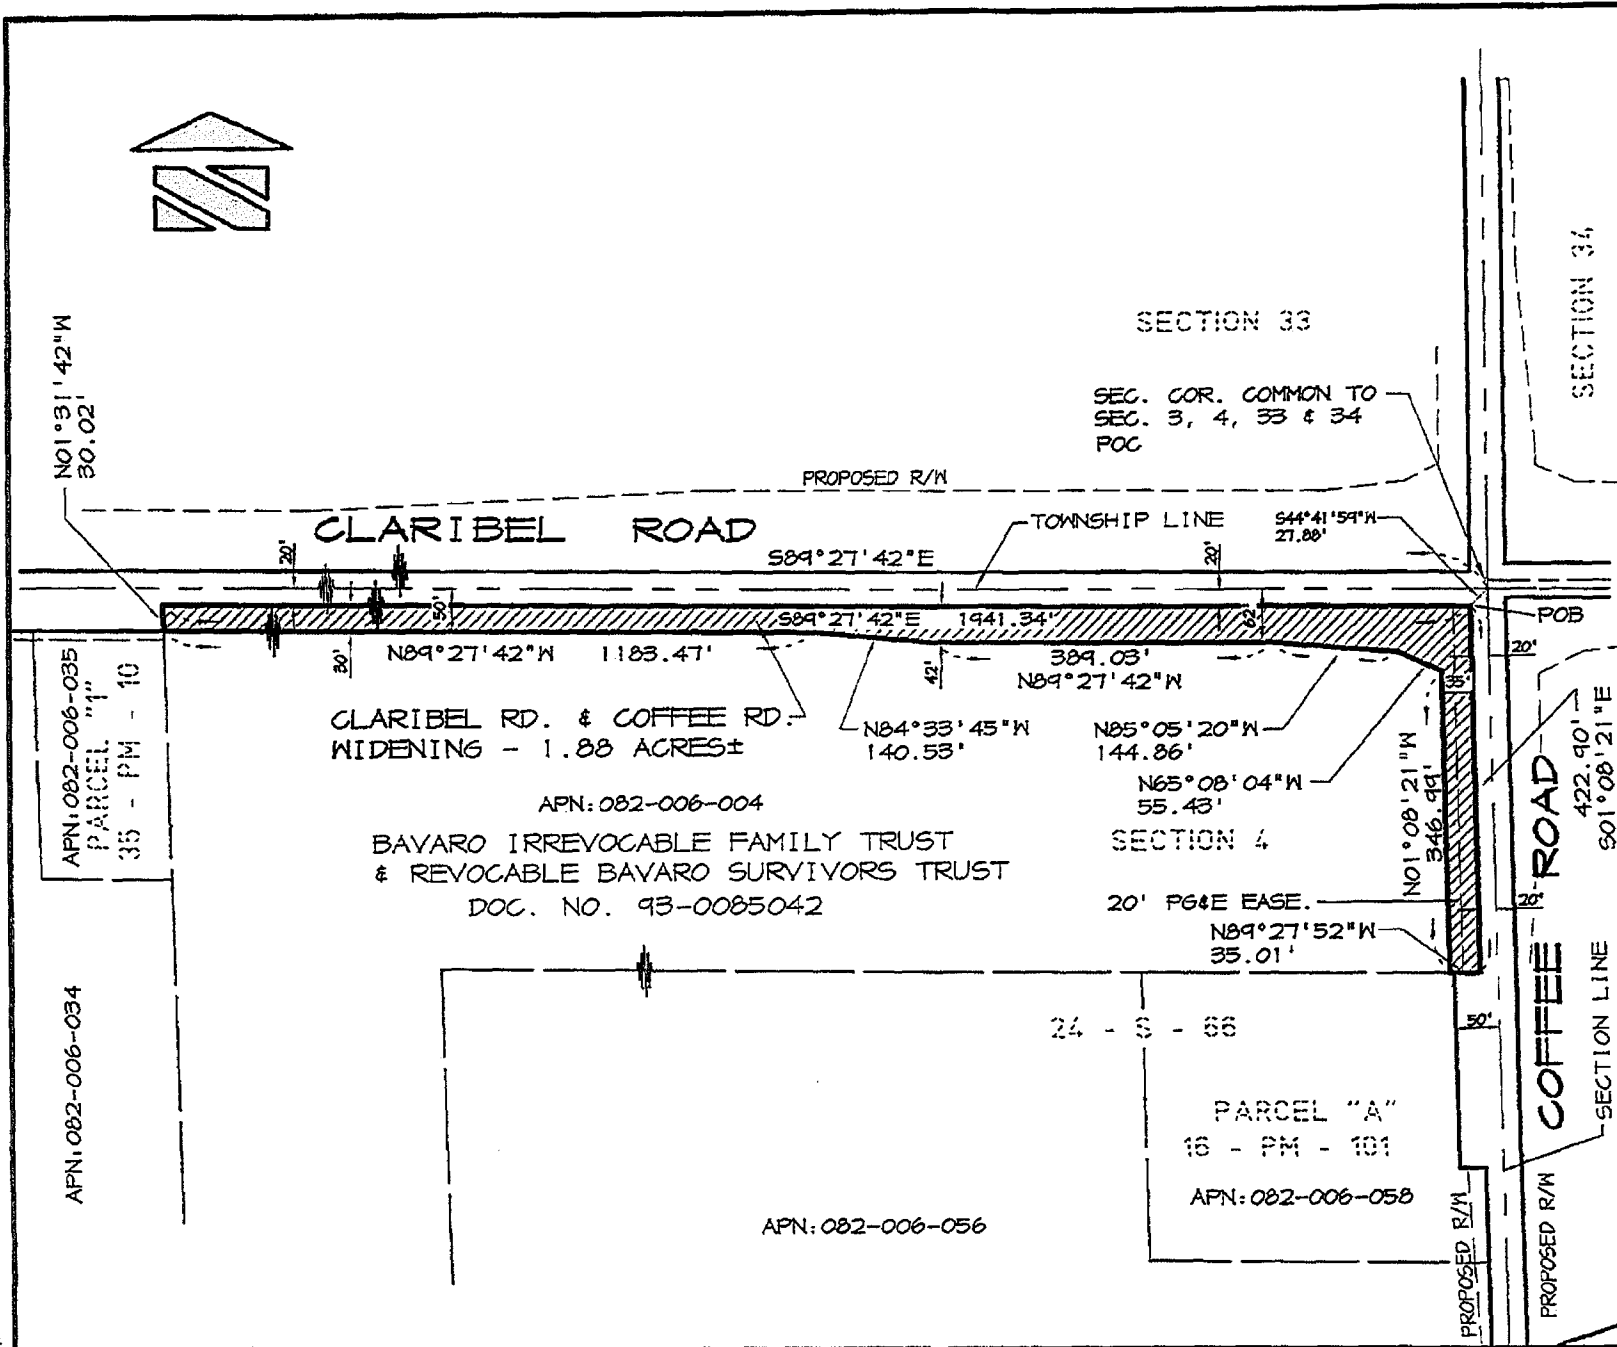 SECTION 33
SECTION 34
SEC. COR. COMMON TO
SEC. 3, 4, 33 & 34
POC
N01°31'42"W
30.02'
PROPOSED R/W
CLARIBEL ROAD
TOWNSHIP LINE
S44°41'59"W
27.88'
S89°27'42"E
20'
20'
50'
62'
S89°27'42"E 1941.34'
POB
20'
N89°27'42"W 1183.47'
30'
42'
389.03'
N89°27'42"W
35'
CLARIBEL RD. & COFFEE RD.
WIDENING - 1.88 ACRES±
N84°33'45"W
140.53'
N85°05'20"W
144.86'
N65°08'04"W
55.43'
APN:082-006-035
PARCEL "1"
35 - PM - 10
APN:082-006-004
BAVARO IRREVOCABLE FAMILY TRUST
& REVOCABLE BAVARO SURVIVORS TRUST
DOC. NO. 93-0085042
SECTION 4
N01°08'21"W
346.99'
422.90'
S01°08'21"E
COFFEE ROAD
20' PG&E EASE.
20'
N89°27'52"W
35.01'
SECTION LINE
APN:082-006-034
24 - S - 66
50'
PARCEL "A"
16 - PM - 101
APN:082-006-058
APN:082-006-056
PROPOSED R/W
PROPOSED R/W